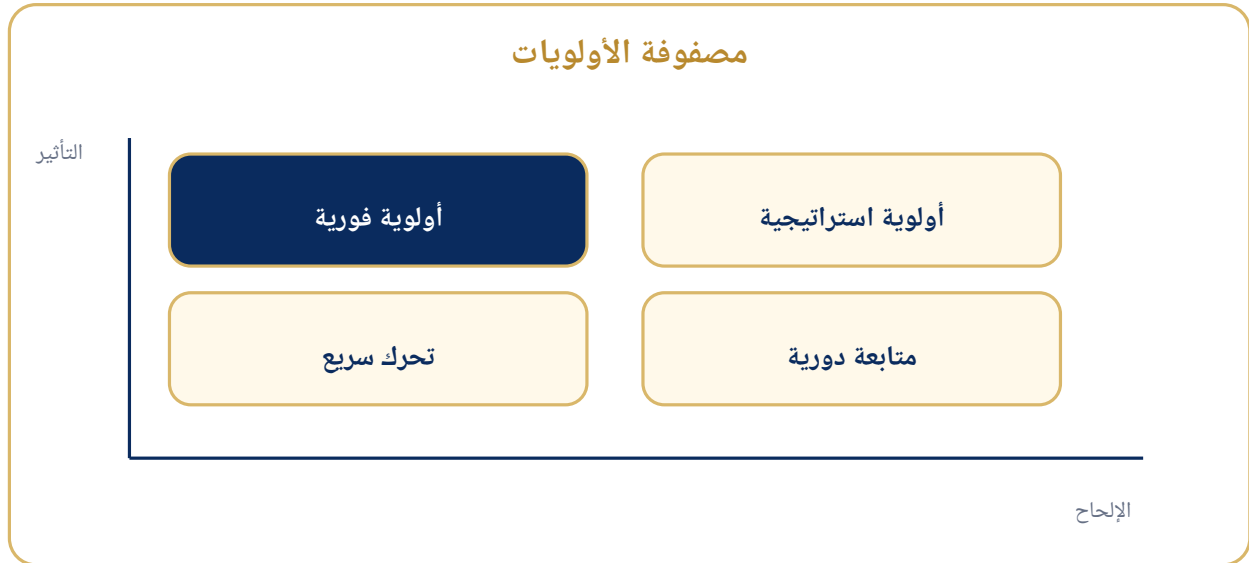 مصفوفة الأولويات
التأثير
أولوية استراتيجية
أولوية فورية
متابعة دورية
تحرك سريع
الإلحاح